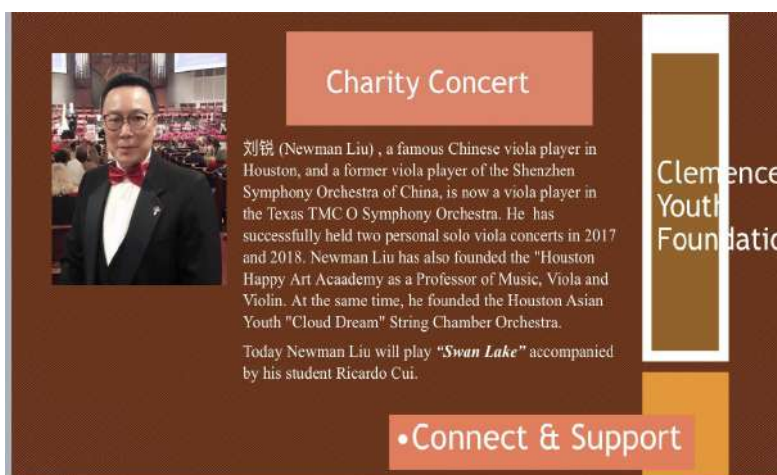 Charity Concert
刘锐 (Newman Liu) , a famous Chinese viola player in
Houston, and a former viola player of the Shenzhen
Symphony Orchestra of China, is now a viola player in
the Texas TMC O Symphony Orchestra. He  has
successfully held two personal solo viola concerts in 2017
and 2018. Newman Liu has also founded the "Houston
Happy Art Acaademy as a Professor of Music, Viola and
Violin. At the same time, he founded the Houston Asian
Youth "Cloud Dream" String Chamber Orchestra.
Today Newman Liu will play “Swan Lake” accompanied
by his student Ricardo Cui.
Clemence
Youth
Foundatio
•Connect & Support